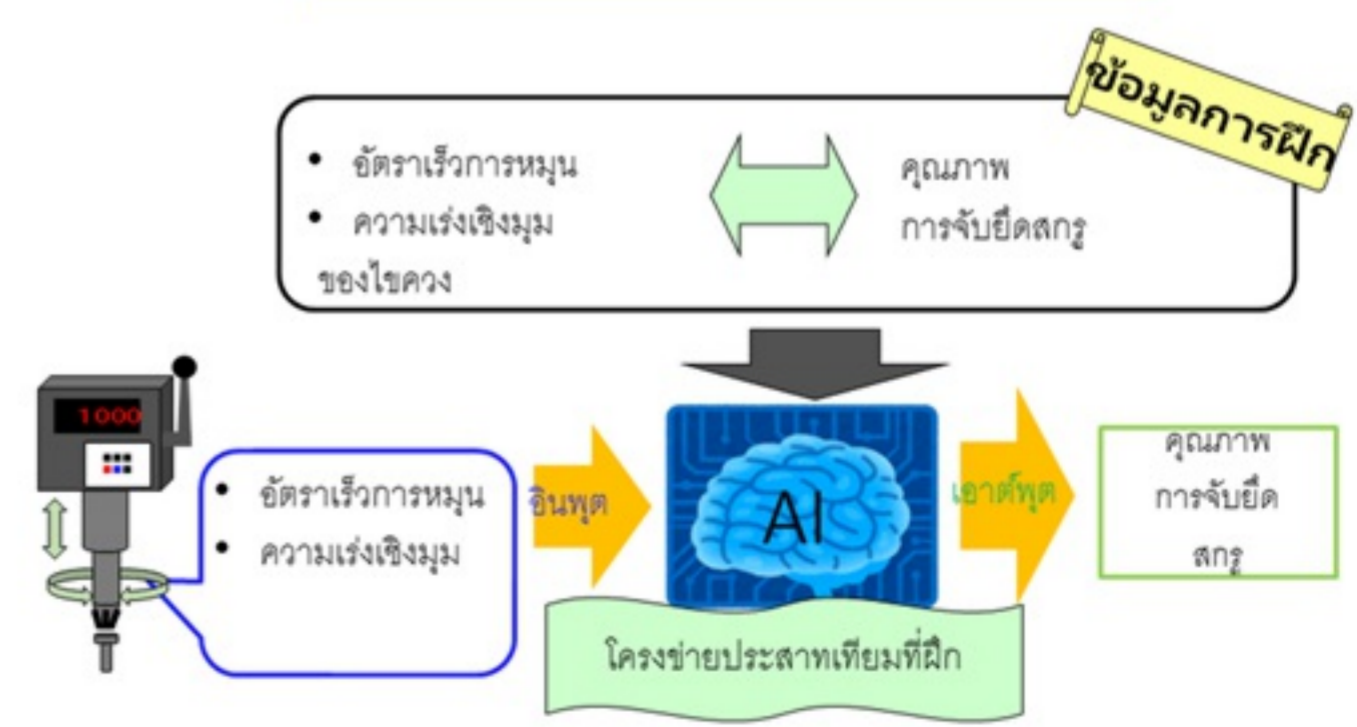 ข้อมูลการฝึก
• อัตราเร็วการหมุน
• ความเร่งเชิงมุม
ของไขควง
คุณภาพ
การจับยึดสกรู
1000
• อัตราเร็วการหมุน
• ความเร่งเชิงมุม
อินพุต
AI
เอาต์พุต
คุณภาพ
การจับยึด
สกรู
โครงข่ายประสาทเทียมที่ฝึก